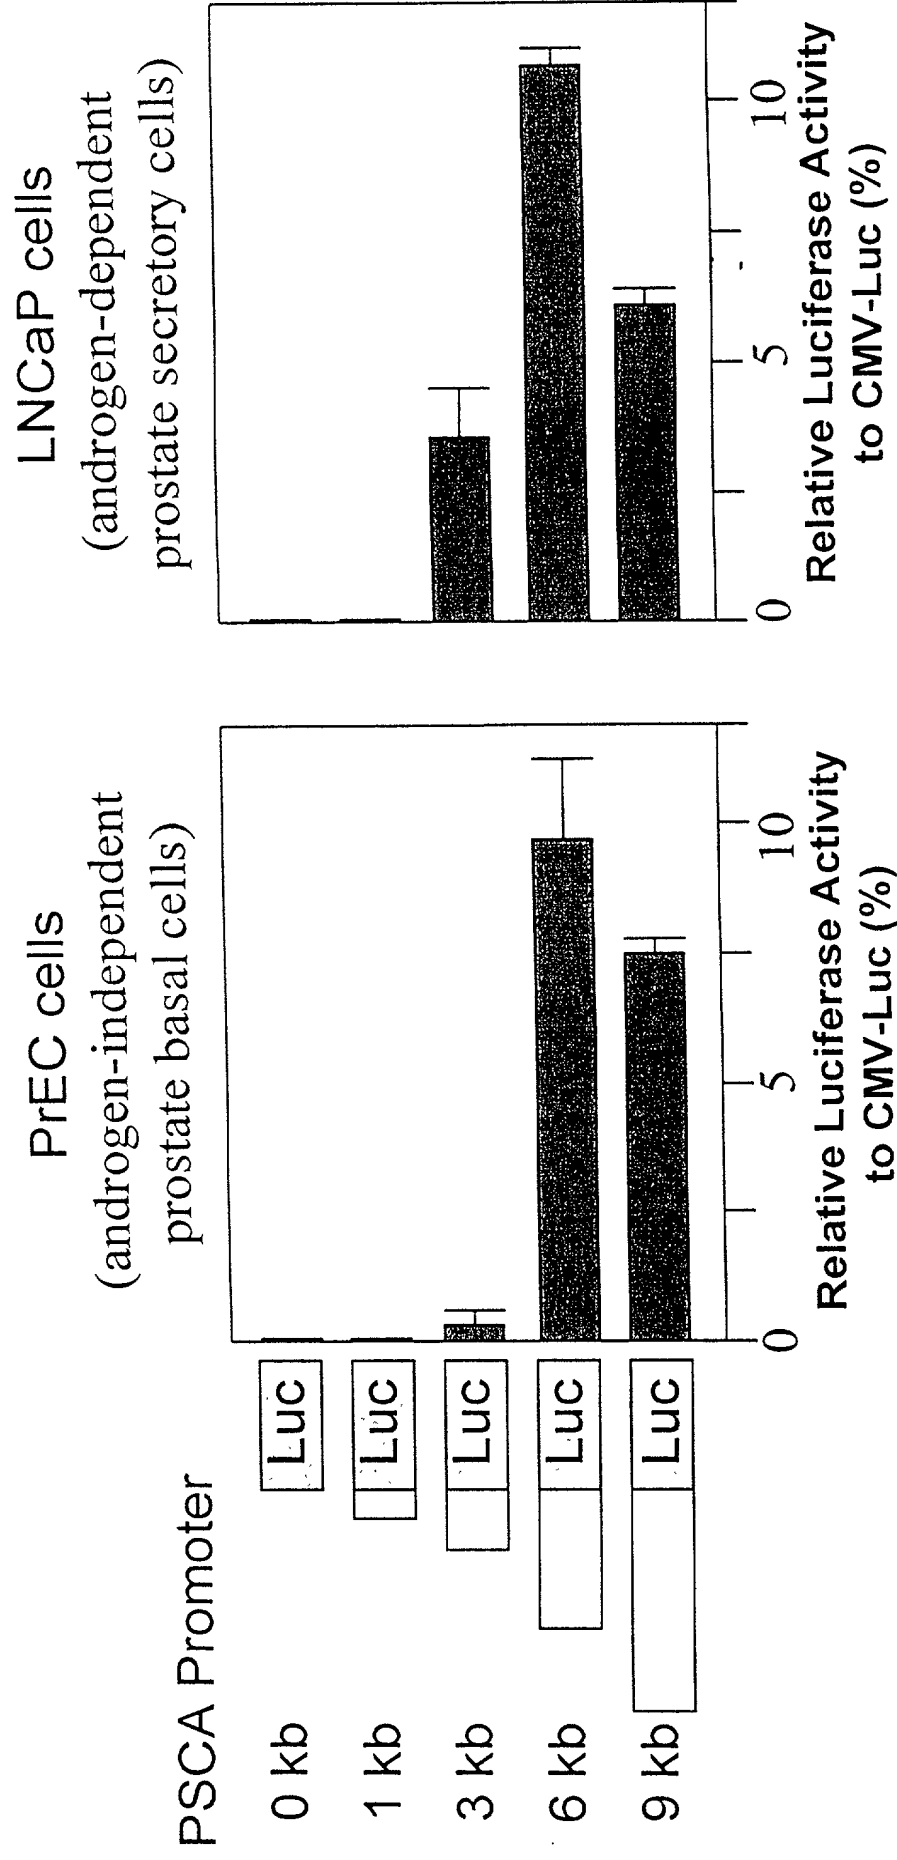 PSCA Promoter
0 kb
Luc
1 kb
Luc
3 kb
Luc
6 kb
Luc
9 kb
Luc
PrEC cells
(androgen-independent
prostate basal cells)
0
5
10
Relative Luciferase Activity
to CMV-Luc (%)
LNCaP cells
(androgen-dependent
prostate secretory cells)
0
5
10
Relative Luciferase Activity
to CMV-Luc (%)